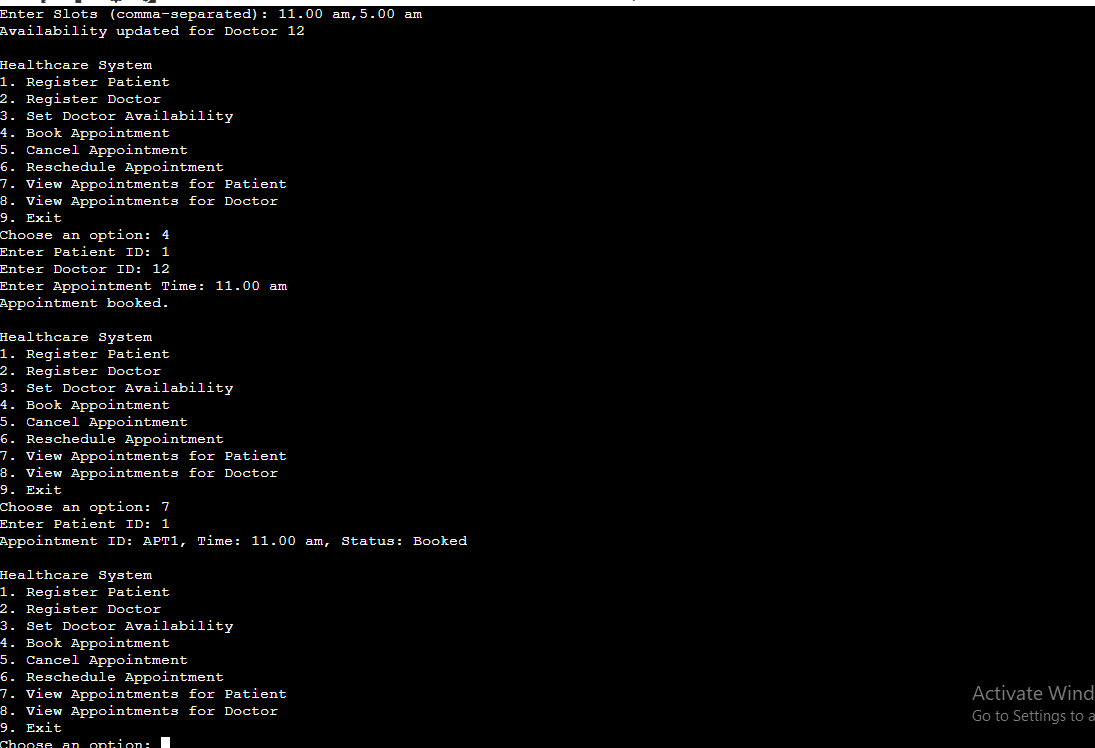 Enter Slots (comma-separated): 11.00 am,5.00 am
Availability updated for Doctor 12
Healthcare System
1. Register Patient
2. Register Doctor
3. Set Doctor Availability
4. Book Appointment
5. Cancel Appointment
6. Reschedule Appointment
7. View Appointments for Patient
8. View Appointments for Doctor
9. Exit
Choose an option: 4
Enter Patient ID: 1
Enter Doctor ID: 12
Enter Appointment Time: 11.00 am
Appointment booked.
Healthcare System
1. Register Patient
2. Register Doctor
3. Set Doctor Availability
4. Book Appointment
5. Cancel Appointment
6. Reschedule Appointment
7. View Appointments for Patient
8. View Appointments for Doctor
9. Exit
Choose an option: 7
Enter Patient ID: 1
Appointment ID: APT1, Time: 11.00 am, Status: Booked
Healthcare System
1. Register Patient
2. Register Doctor
3. Set Doctor Availability
4. Book Appointment
5. Cancel Appointment
6. Reschedule Appointment
7. View Appointments for Patient
8. View Appointments for Doctor
9. Exit
Choose an option:
Activate Wind
Go to Settings to a